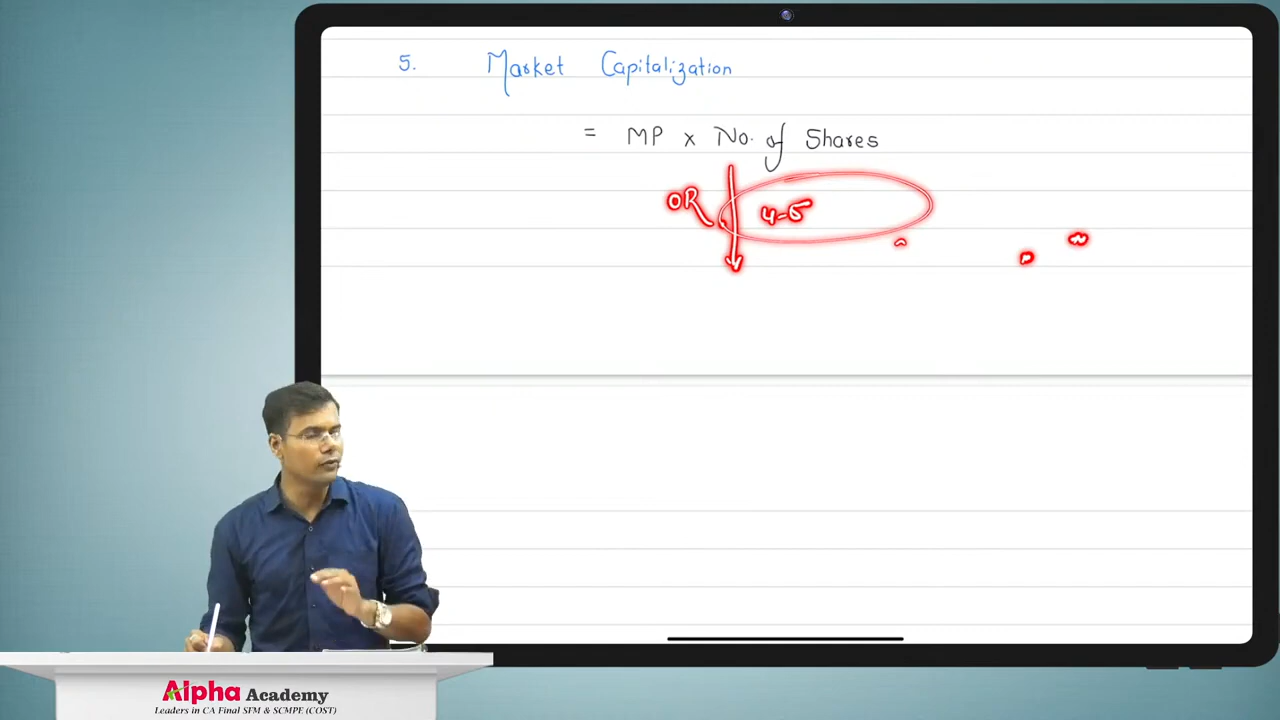 5. Market Capitalization
= MP x No. of Shares
OR 4-5
Alpha Academy
Leaders in CA Final SFM & SCMPE (COST)